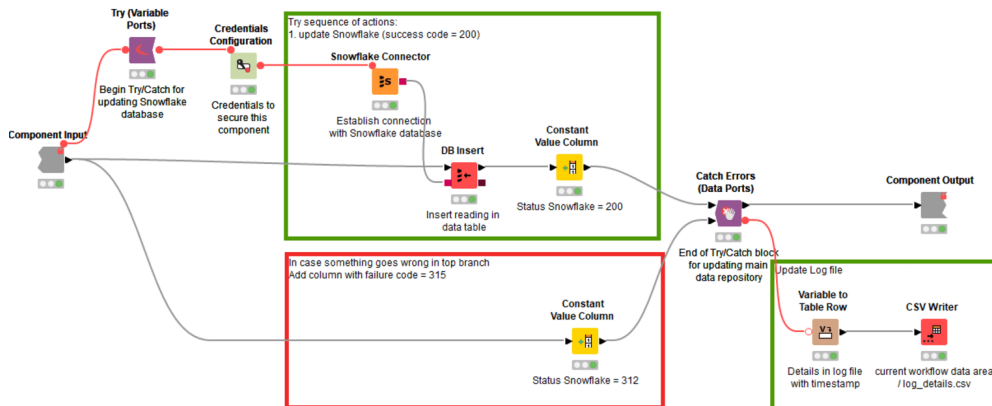 Try (Variable
Ports)
Begin Try/Catch for
updating Snowflake
database
Credentials
Configuration
Credentials to
secure this
component
Component Input
Try sequence of actions:
1. update Snowflake (success code = 200)
Snowflake Connector
S
Establish connection
with Snowflake database
DB Insert
Insert reading in
data table
Constant
Value Column
Status Snowflake = 200
In case something goes wrong in top branch
Add column with failure code = 315
Constant
Value Column
Status Snowflake = 312
Catch Errors
(Data Ports)
End of Try/Catch block
for updating main
data repository
Component Output
Update Log file
Variable to
Table Row
V
Details in log file
with timestamp
CSV Writer
current workflow data area
/ log_details.csv